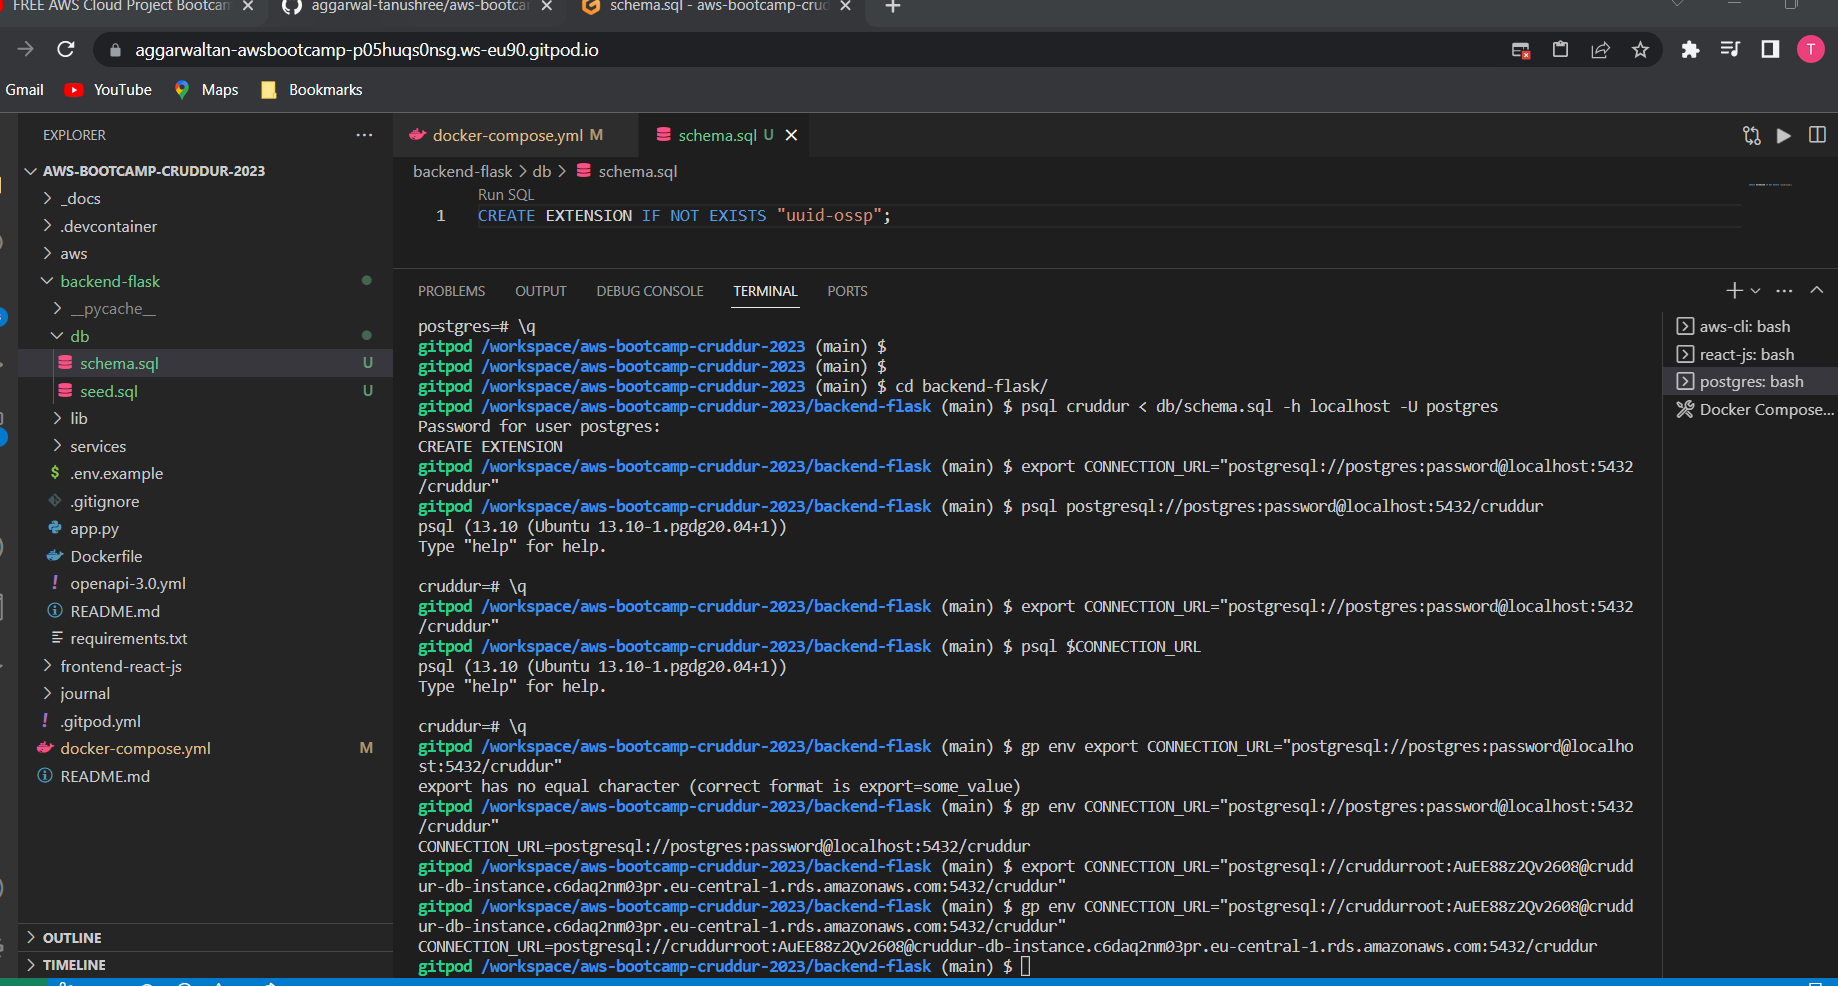 FREE AWS Cloud Project Bootcam
aggarwal-tanushree/aws-bootcar
schema.sql - aws-bootcamp-crud
aggarwaltan-awsbootcamp-p05huqs0nsg.ws-eu90.gitpod.io
T
Gmail
YouTube
Maps
Bookmarks
EXPLORER
AWS-BOOTCAMP-CRUDDUR-2023
_docs
.devcontainer
aws
backend-flask
__pycache__
db
schema.sql U
seed.sql U
lib
services
.env.example
.gitignore
app.py
Dockerfile
openapi-3.0.yml
README.md
requirements.txt
frontend-react-js
journal
.gitpod.yml
docker-compose.yml M
README.md
OUTLINE
TIMELINE
docker-compose.yml M
schema.sql U
backend-flask > db > schema.sql
Run SQL
1 CREATE EXTENSION IF NOT EXISTS "uuid-ossp";
PROBLEMS OUTPUT DEBUG CONSOLE TERMINAL PORTS
postgres=# \q
gitpod /workspace/aws-bootcamp-cruddur-2023 (main) $
gitpod /workspace/aws-bootcamp-cruddur-2023 (main) $
gitpod /workspace/aws-bootcamp-cruddur-2023 (main) $ cd backend-flask/
gitpod /workspace/aws-bootcamp-cruddur-2023/backend-flask (main) $ psql cruddur < db/schema.sql -h localhost -U postgres
Password for user postgres:
CREATE EXTENSION
gitpod /workspace/aws-bootcamp-cruddur-2023/backend-flask (main) $ export CONNECTION_URL="postgresql://postgres:password@localhost:5432
/cruddur"
gitpod /workspace/aws-bootcamp-cruddur-2023/backend-flask (main) $ psql postgresql://postgres:password@localhost:5432/cruddur
psql (13.10 (Ubuntu 13.10-1.pgdg20.04+1))
Type "help" for help.
cruddur=# \q
gitpod /workspace/aws-bootcamp-cruddur-2023/backend-flask (main) $ export CONNECTION_URL="postgresql://postgres:password@localhost:5432
/cruddur"
gitpod /workspace/aws-bootcamp-cruddur-2023/backend-flask (main) $ psql $CONNECTION_URL
psql (13.10 (Ubuntu 13.10-1.pgdg20.04+1))
Type "help" for help.
cruddur=# \q
gitpod /workspace/aws-bootcamp-cruddur-2023/backend-flask (main) $ gp env export CONNECTION_URL="postgresql://postgres:password@localho
st:5432/cruddur"
export has no equal character (correct format is export=some_value)
gitpod /workspace/aws-bootcamp-cruddur-2023/backend-flask (main) $ gp env CONNECTION_URL="postgresql://postgres:password@localhost:5432
/cruddur"
CONNECTION_URL=postgresql://postgres:password@localhost:5432/cruddur
gitpod /workspace/aws-bootcamp-cruddur-2023/backend-flask (main) $ export CONNECTION_URL="postgresql://cruddurroot:AuEE88z2Qv2608@crudd
ur-db-instance.c6daq2nm03pr.eu-central-1.rds.amazonaws.com:5432/cruddur"
gitpod /workspace/aws-bootcamp-cruddur-2023/backend-flask (main) $ gp env CONNECTION_URL="postgresql://cruddurroot:AuEE88z2Qv2608@crudd
ur-db-instance.c6daq2nm03pr.eu-central-1.rds.amazonaws.com:5432/cruddur"
CONNECTION_URL=postgresql://cruddurroot:AuEE88z2Qv2608@cruddur-db-instance.c6daq2nm03pr.eu-central-1.rds.amazonaws.com:5432/cruddur
gitpod /workspace/aws-bootcamp-cruddur-2023/backend-flask (main) $
aws-cli: bash
react-js: bash
postgres: bash
Docker Compose...